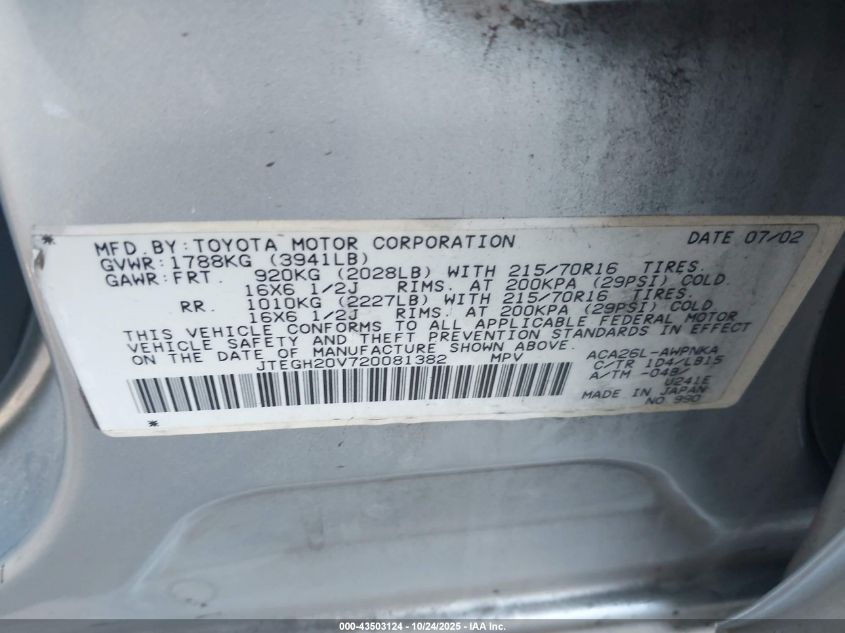 MFD. BY: TOYOTA MOTOR CORPORATION DATE 07/02
GVWR: 1788KG (3941LB)
GAWR: FRT. 920KG (2028LB) WITH 215/70R16 TIRES.
16X6 1/2J RIMS. AT 200KPA (29PSI) COLD
RR. 1010KG (2227LB) WITH 215/70R16 TIRES.
16X6 1/2J RIMS. AT 200KPA (29PSI) COLD
THIS VEHICLE CONFORMS TO ALL APPLICABLE FEDERAL MOTOR
VEHICLE SAFETY AND THEFT PREVENTION STANDARDS IN EFFECT
ON THE DATE OF MANUFACTURE SHOWN ABOVE.
JTEGH20V720081382 MPV
ACA26L-AWPNKA
C/TR 1D4/LB15
A/TM -04B/
U241E
MADE IN JAPAN
NO 990
000-43503124 - 10/24/2025 - IAA Inc.